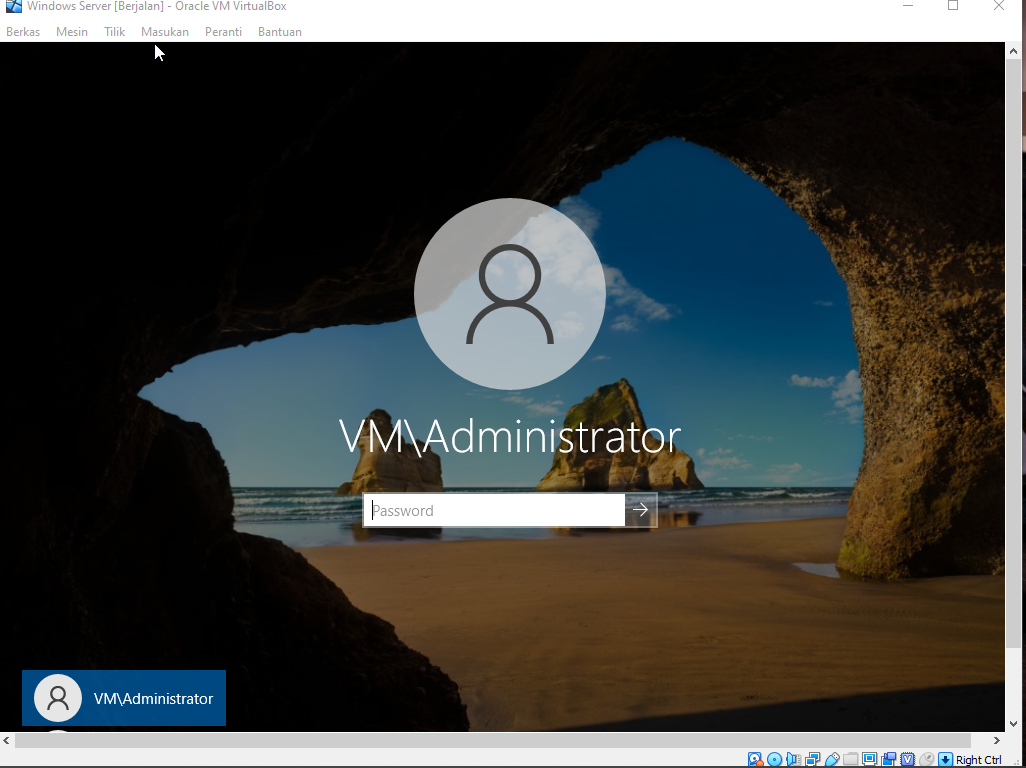 Windows Server [Berjalan] - Oracle VM VirtualBox
Berkas Mesin Tilik Masukan Peranti Bantuan
VM\Administrator
Password
VM\Administrator
Right Ctrl